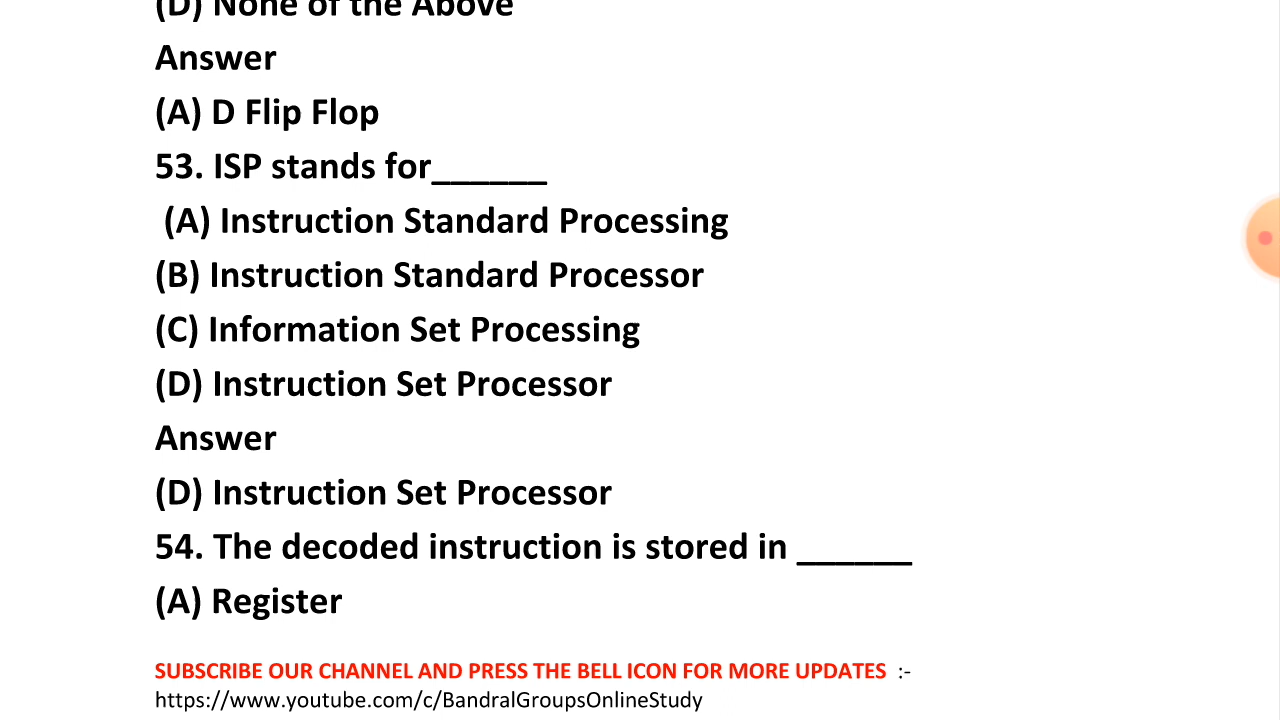 (D) None of the Above
Answer
(A) D Flip Flop
53. ISP stands for______
(A) Instruction Standard Processing
(B) Instruction Standard Processor
(C) Information Set Processing
(D) Instruction Set Processor
Answer
(D) Instruction Set Processor
54. The decoded instruction is stored in ______
(A) Register
SUBSCRIBE OUR CHANNEL AND PRESS THE BELL ICON FOR MORE UPDATES :-
https://www.youtube.com/c/BandralGroupsOnlineStudy